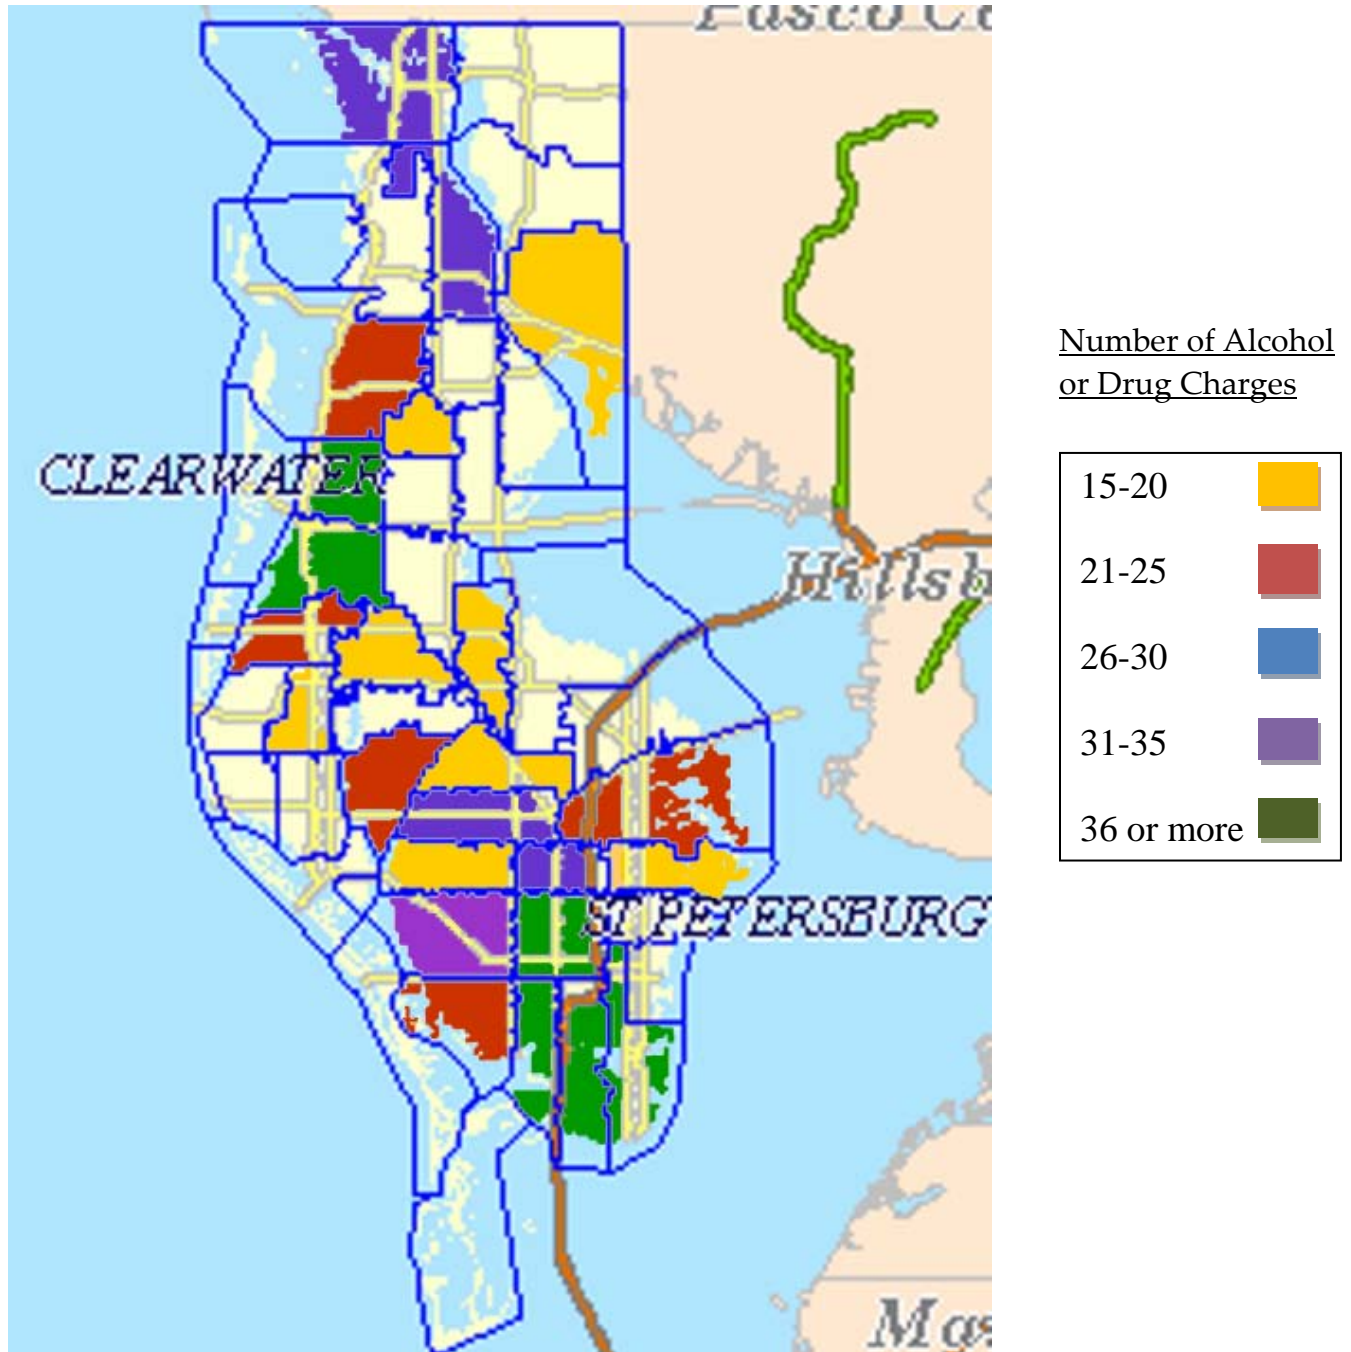 CLEARWATER
ST PETERSBURG
Number of Alcohol
or Drug Charges
15-20
21-25
26-30
31-35
36 or more